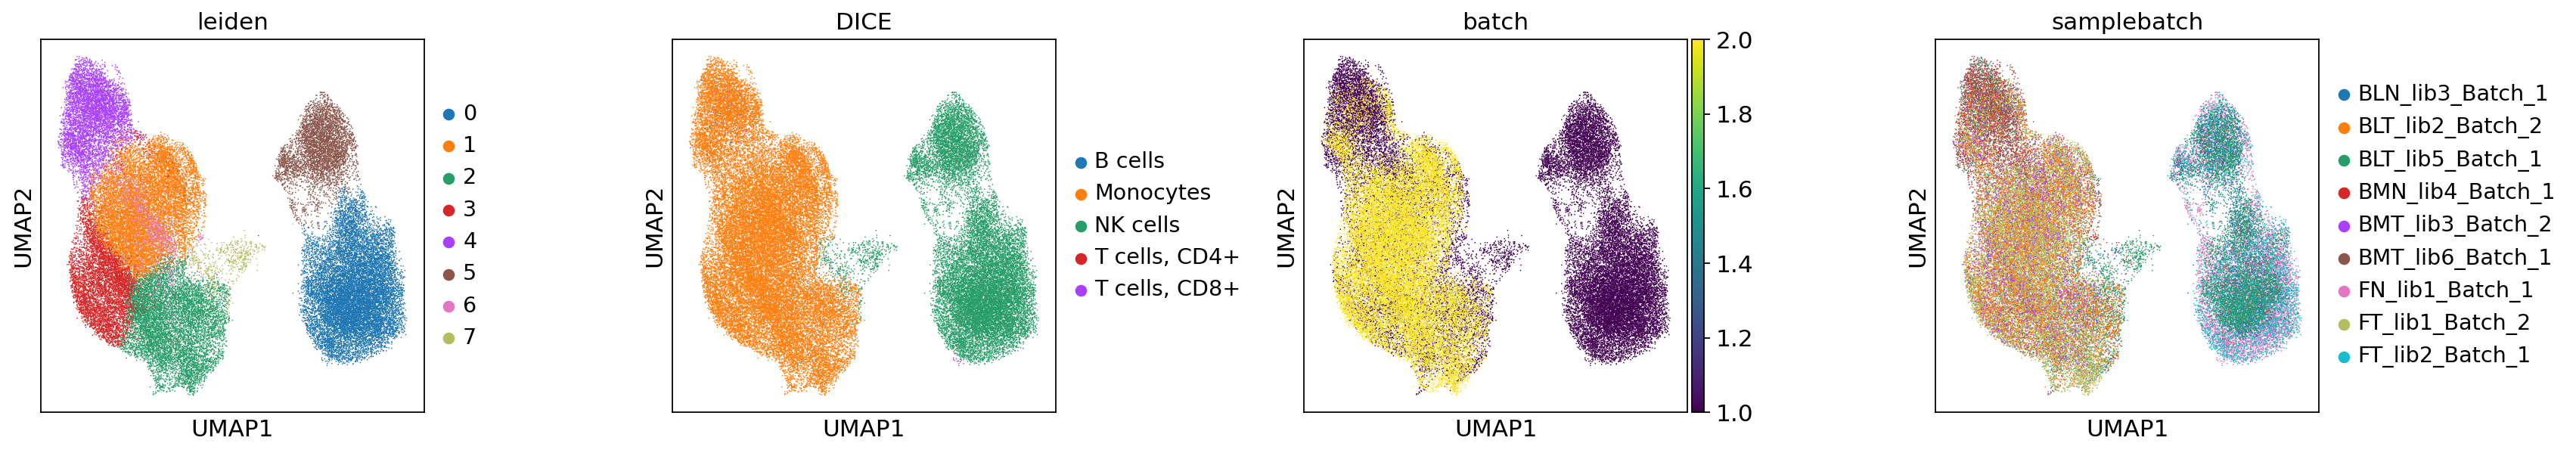 leiden
UMAP2
UMAP1
0
1
2
3
4
5
6
7
DICE
UMAP2
UMAP1
B cells
Monocytes
NK cells
T cells, CD4+
T cells, CD8+
batch
UMAP2
UMAP1
2.0
1.8
1.6
1.4
1.2
1.0
samplebatch
UMAP2
UMAP1
BLN_lib3_Batch_1
BLT_lib2_Batch_2
BLT_lib5_Batch_1
BMN_lib4_Batch_1
BMT_lib3_Batch_2
BMT_lib6_Batch_1
FN_lib1_Batch_1
FT_lib1_Batch_2
FT_lib2_Batch_1